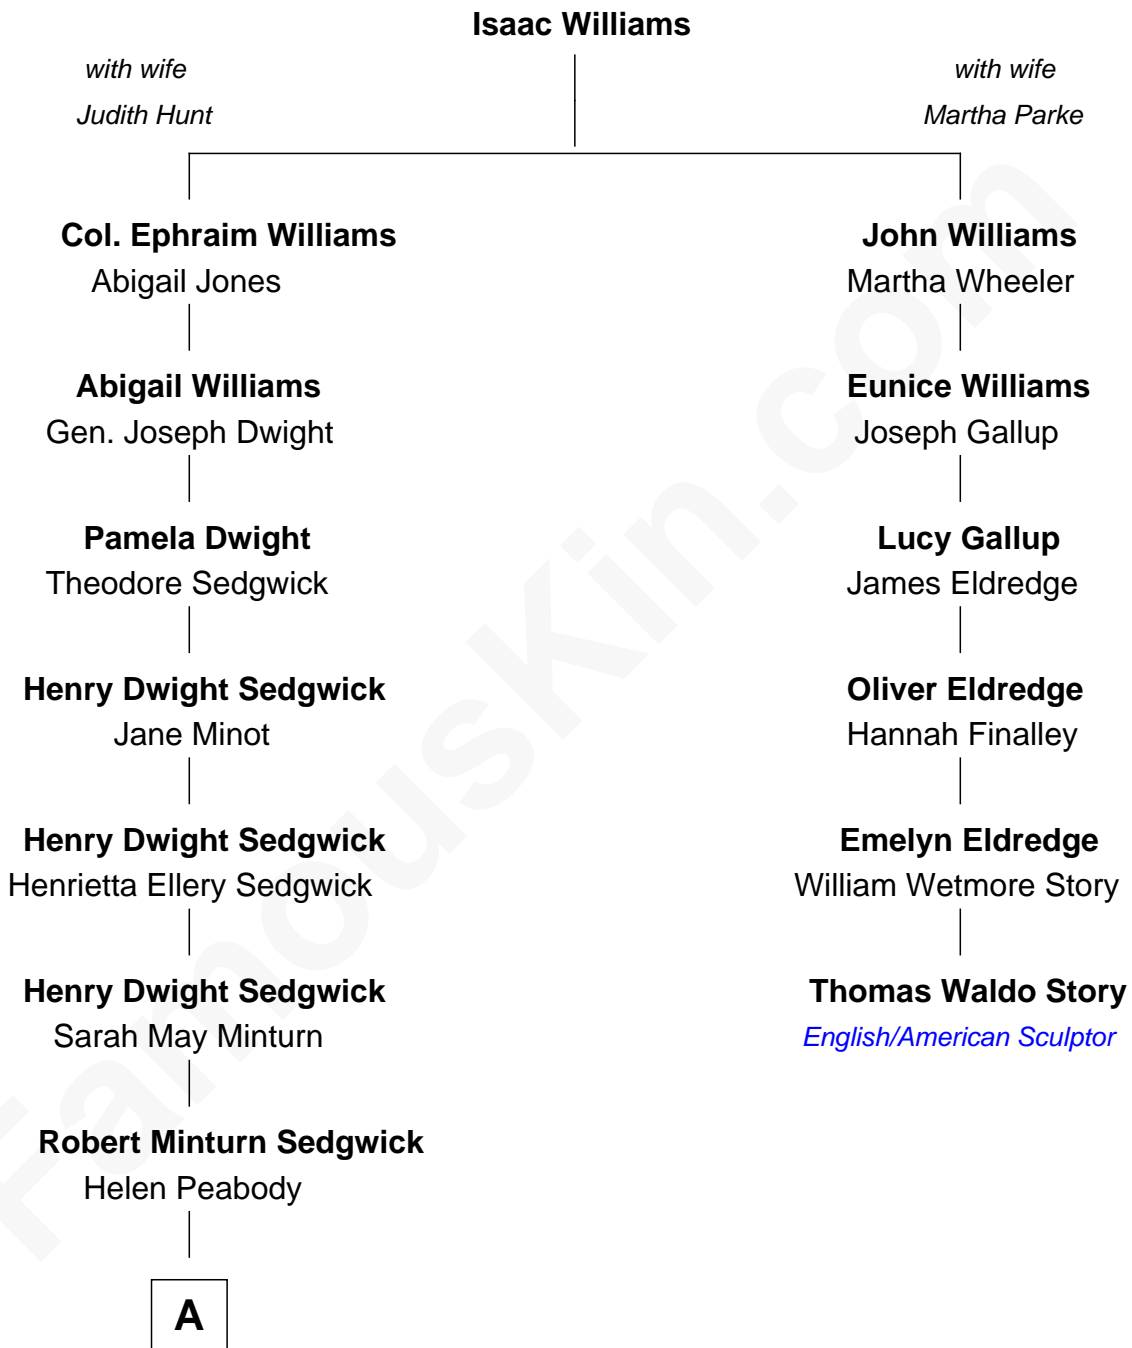 Isaac Williams
with wife
Judith Hunt
with wife
Martha Parke
Col. Ephraim Williams
Abigail Jones
John Williams
Martha Wheeler
Abigail Williams
Gen. Joseph Dwight
Eunice Williams
Joseph Gallup
Pamela Dwight
Theodore Sedgwick
Lucy Gallup
James Eldredge
Henry Dwight Sedgwick
Jane Minot
Oliver Eldredge
Hannah Finalley
Henry Dwight Sedgwick
Henrietta Ellery Sedgwick
Emelyn Eldredge
William Wetmore Story
Henry Dwight Sedgwick
Sarah May Minturn
Thomas Waldo Story
English/American Sculptor
Robert Minturn Sedgwick
Helen Peabody
A
FamousKin.com